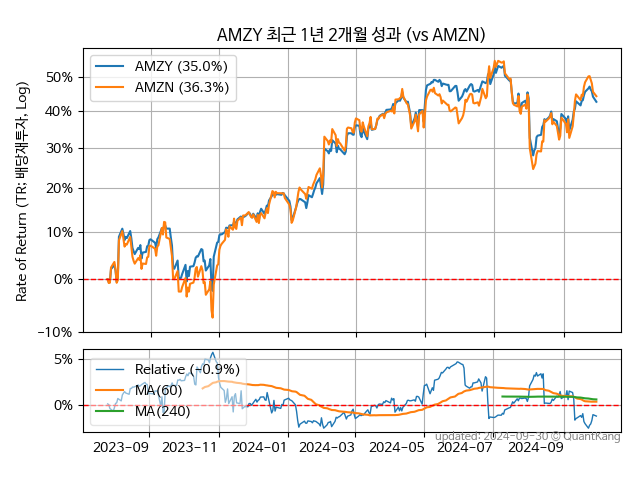 AMZY 최근 1년 2개월 성과 (vs AMZN)
Rate of Return (TR; 배당재투자, Log)
50%
40%
30%
20%
10%
0%
−10%
AMZY (35.0%)
AMZN (36.3%)
5%
0%
Relative (−0.9%)
MA(60)
MA(240)
2023-09
2023-11
2024-01
2024-03
2024-05
2024-07
2024-09
updated: 2024-09-30 © QuantKang